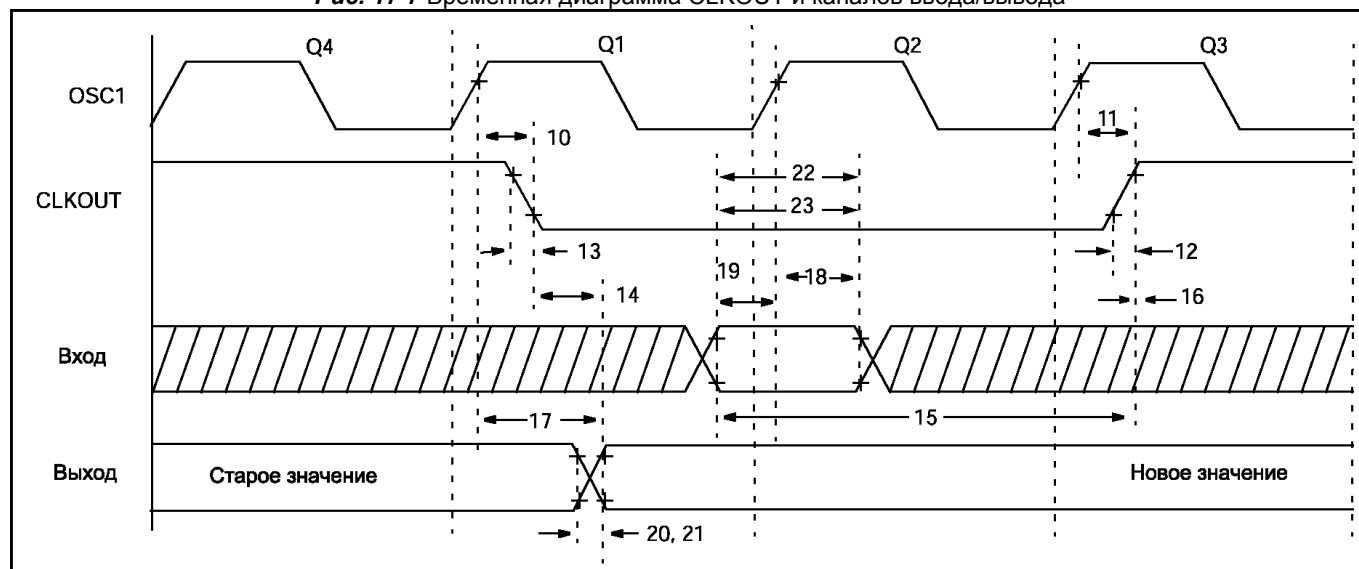 Рис. 17-7 Временная диаграмма CLKOUT и каналов ввода/вывода
Q4
Q1
Q2
Q3
OSC1
10
11
CLKOUT
22
23
13
12
19
18
14
16
Вход
17
15
Выход
Старое значение
Новое значение
20, 21